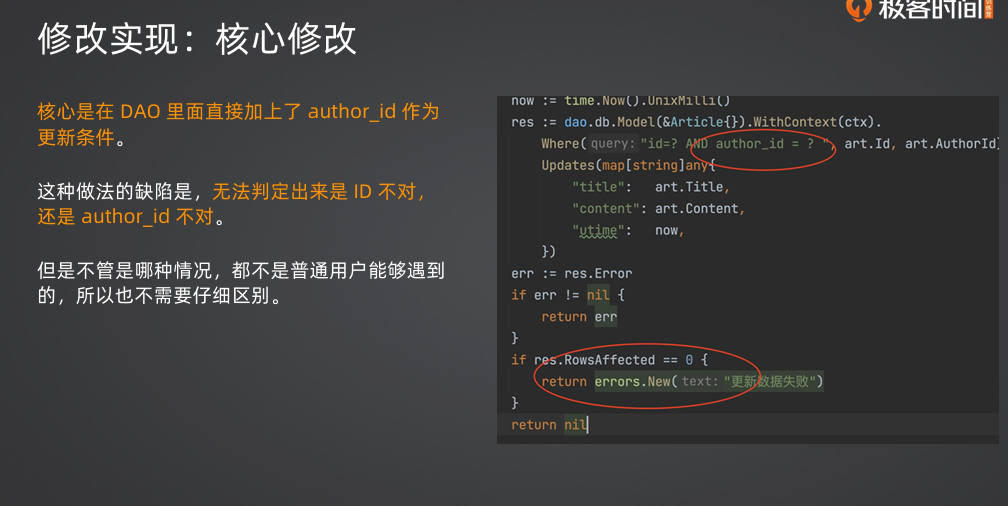 极客时间
修改实现：核心修改
核心是在 DAO 里面直接加上了 author_id 作为
更新条件。
这种做法的缺陷是，无法判定出来是 ID 不对，
还是 author_id 不对。
但是不管是哪种情况，都不是普通用户能够遇到
的，所以也不需要仔细区别。
now := time.Now().UnixMilli()
res := dao.db.Model(&Article{}).WithContext(ctx).
Where( query: "id=? AND author_id = ? ", art.Id, art.AuthorId)
Updates(map[string]any{
"title": art.Title,
"content": art.Content,
"utime": now,
})
err := res.Error
if err != nil {
return err
}
if res.RowsAffected == 0 {
return errors.New( text: "更新数据失败")
}
return nil